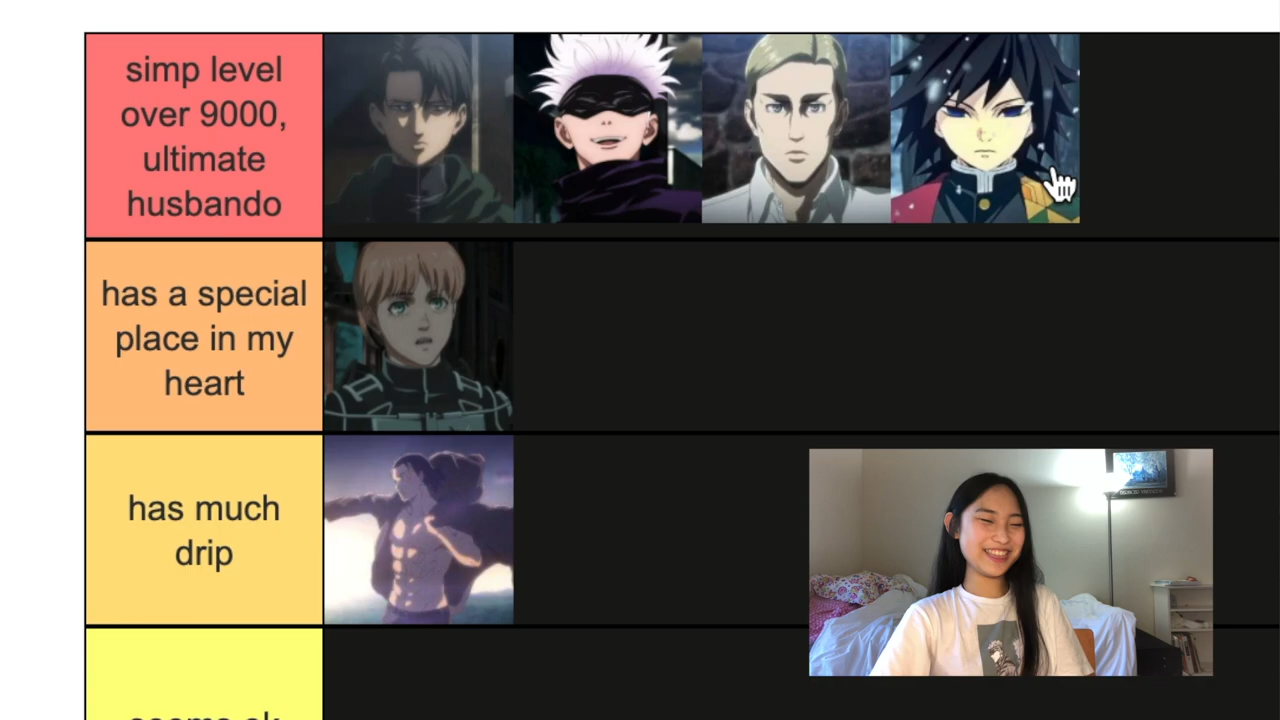 simp level
over 9000,
ultimate
husbando
has a special
place in my
heart
has much
drip